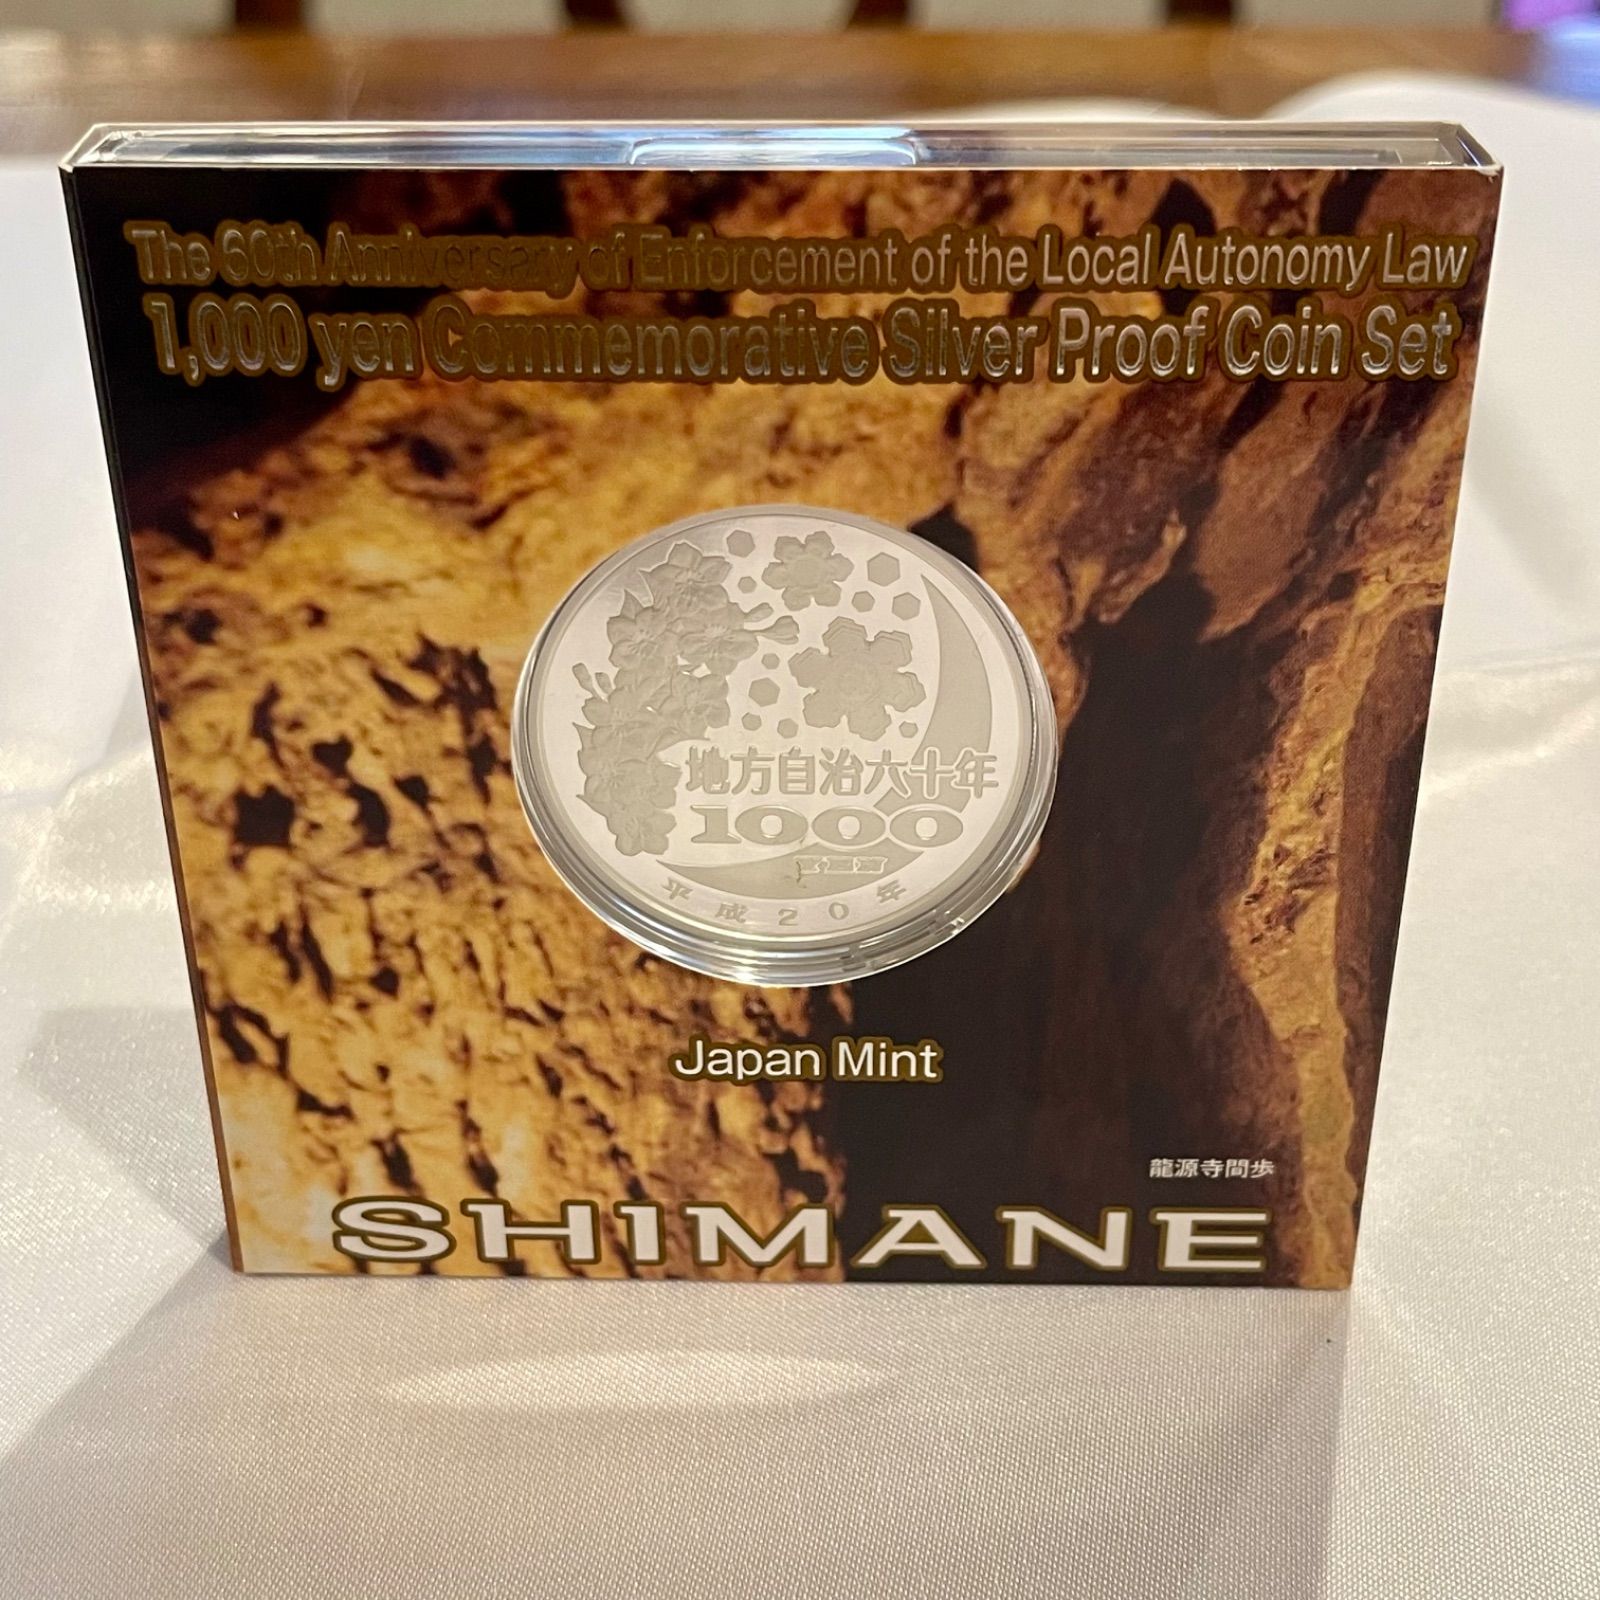 The 60th Anniversary of Enforcement of the Local Autonomy Law
1,000 yen Commemorative Silver Proof Coin Set
地方自治六十年
1000
YEN
平成20年
Japan Mint
龍源寺間歩
SHIMANE